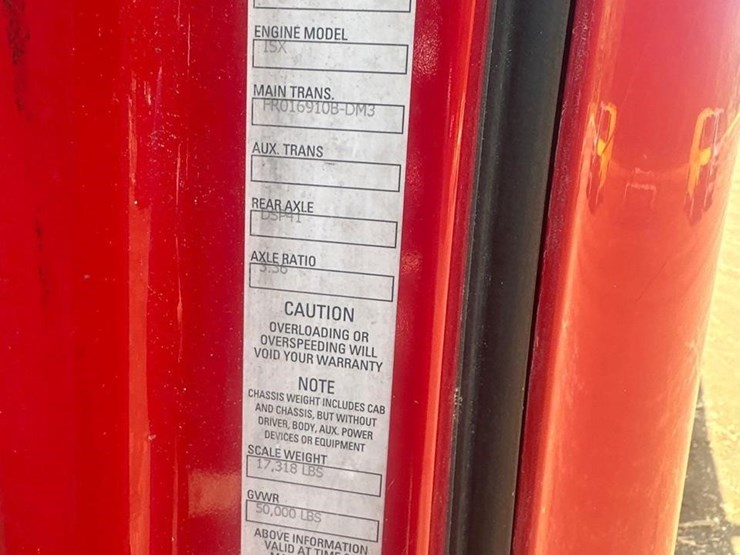 ENGINE MODEL
ISX
MAIN TRANS.
FRO16910B-DM3
AUX. TRANS
REAR AXLE
DSP41
AXLE RATIO
3.36
CAUTION
OVERLOADING OR
OVERSPEEDING WILL
VOID YOUR WARRANTY
NOTE
CHASSIS WEIGHT INCLUDES CAB
AND CHASSIS, BUT WITHOUT
DRIVER, BODY, AUX. POWER
DEVICES OR EQUIPMENT
SCALE WEIGHT
17,318 LBS
GVWR
50,000 LBS
ABOVE INFORMATION
VALID AT TIME